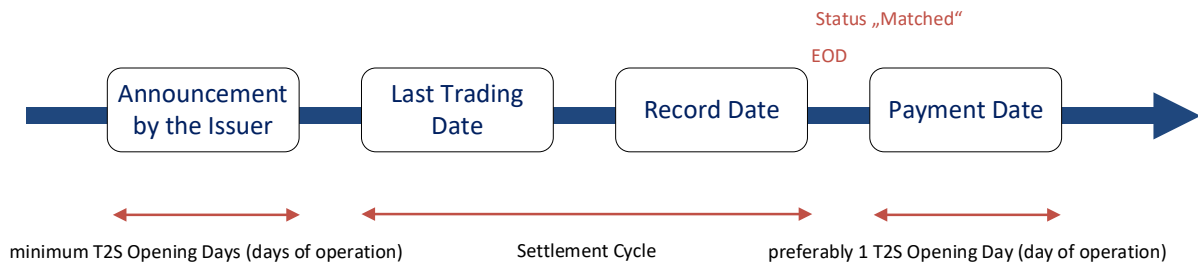 Status „Matched“
EOD
Announcement
by the Issuer
Last Trading
Date
Record Date
Payment Date
minimum T2S Opening Days (days of operation)
Settlement Cycle
preferably 1 T2S Opening Day (day of operation)